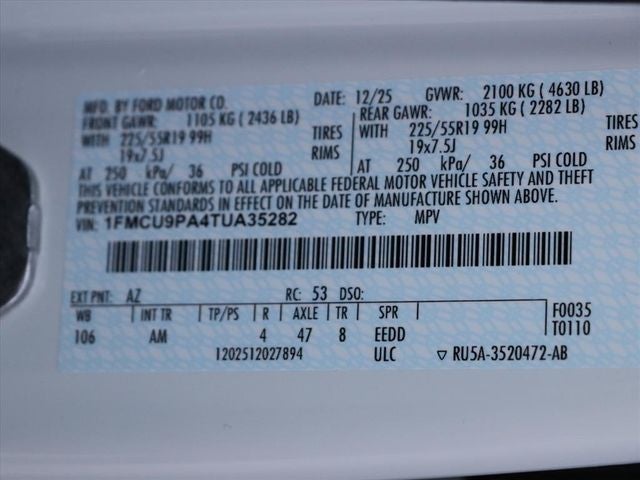 MFD. BY FORD MOTOR CO. DATE: 12/25 GVWR: 2100 KG ( 4630 LB)
FRONT GAWR: 1105 KG ( 2436 LB) REAR GAWR: 1035 KG ( 2282 LB)
WITH 225/55R19 99H TIRES WITH 225/55R19 99H TIRES
19x7.5J RIMS 19x7.5J RIMS
AT 250 kPa/ 36 PSI COLD AT 250 kPa/ 36 PSI COLD
THIS VEHICLE CONFORMS TO ALL APPLICABLE FEDERAL MOTOR VEHICLE SAFETY AND THEFT
PREVENTION STANDARDS IN EFFECT ON THE DATE OF MANUFACTURE SHOWN ABOVE.
VIN: 1FMCU9PA4TUA35282 TYPE: MPV
EXT PNT: AZ RC: 53 DSO:
WB INT TR TP/PS R AXLE TR SPR F0035
106 AM 4 47 8 EEDD T0110
1202512027894 ULC ▽ RU5A-3520472-AB